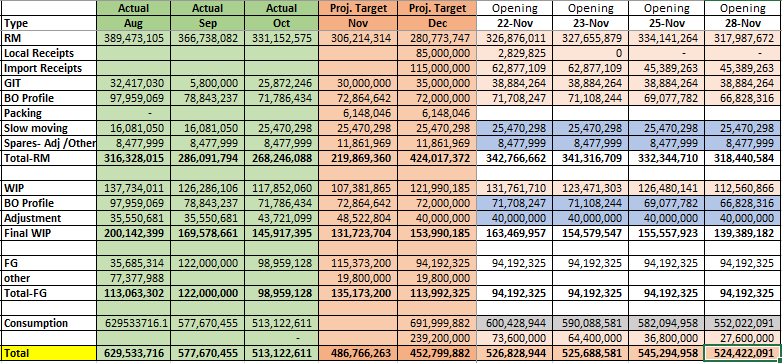 Actual Actual Actual Proj. Target Proj. Target Opening Opening Opening Opening
Type Aug Sep Oct Nov Dec 22-Nov 23-Nov 25-Nov 28-Nov
RM 389,473,105 366,738,082 331,152,575 306,214,314 280,773,747 326,876,011 327,655,879 334,141,264 317,987,672
Local Receipts 85,000,000 2,829,825 0 - -
Import Receipts 115,000,000 62,877,109 62,877,109 45,389,263 45,389,263
GIT 32,417,030 5,800,000 25,872,246 30,000,000 35,000,000 38,884,264 38,884,264 38,884,264 38,884,264
BO Profile 97,959,069 78,843,237 71,786,434 72,864,642 72,000,000 71,708,247 71,108,244 69,077,782 66,828,316
Packing - 6,148,046 6,148,046
Slow moving 16,081,050 16,081,050 25,470,298 25,470,298 25,470,298 25,470,298 25,470,298 25,470,298 25,470,298
Spares- Adj /Other 8,477,999 8,477,999 8,477,999 11,861,969 11,861,969 8,477,999 8,477,999 8,477,999 8,477,999
Total-RM 316,328,015 286,091,794 268,246,088 219,869,360 424,017,372 342,766,662 341,316,709 332,344,710 318,440,584
WIP 137,734,011 126,286,106 117,852,060 107,381,865 121,990,185 131,761,710 123,471,303 126,480,141 112,560,866
BO Profile 97,959,069 78,843,237 71,786,434 72,864,642 72,000,000 71,708,247 71,108,244 69,077,782 66,828,316
Adjustment 35,550,681 35,550,681 43,721,099 48,522,804 40,000,000 40,000,000 40,000,000 40,000,000 40,000,000
Final WIP 200,142,399 169,578,661 145,917,395 131,723,704 153,990,185 163,469,957 154,579,547 155,557,923 139,389,182
FG 35,685,314 122,000,000 98,959,128 115,373,200 94,192,325 94,192,325 94,192,325 94,192,325 94,192,325
other 77,377,988 19,800,000 19,800,000
Total-FG 113,063,302 122,000,000 98,959,128 135,173,200 113,992,325 94,192,325 94,192,325 94,192,325 94,192,325
Consumption 629533716.1 577,670,455 513,122,611 691,999,882 600,428,944 590,088,581 582,094,958 552,022,091
- 239,200,000 73,600,000 64,400,000 36,800,000 27,600,000
Total 629,533,716 577,670,455 513,122,611 486,766,263 452,799,882 526,828,944 525,688,581 545,294,958 524,422,091